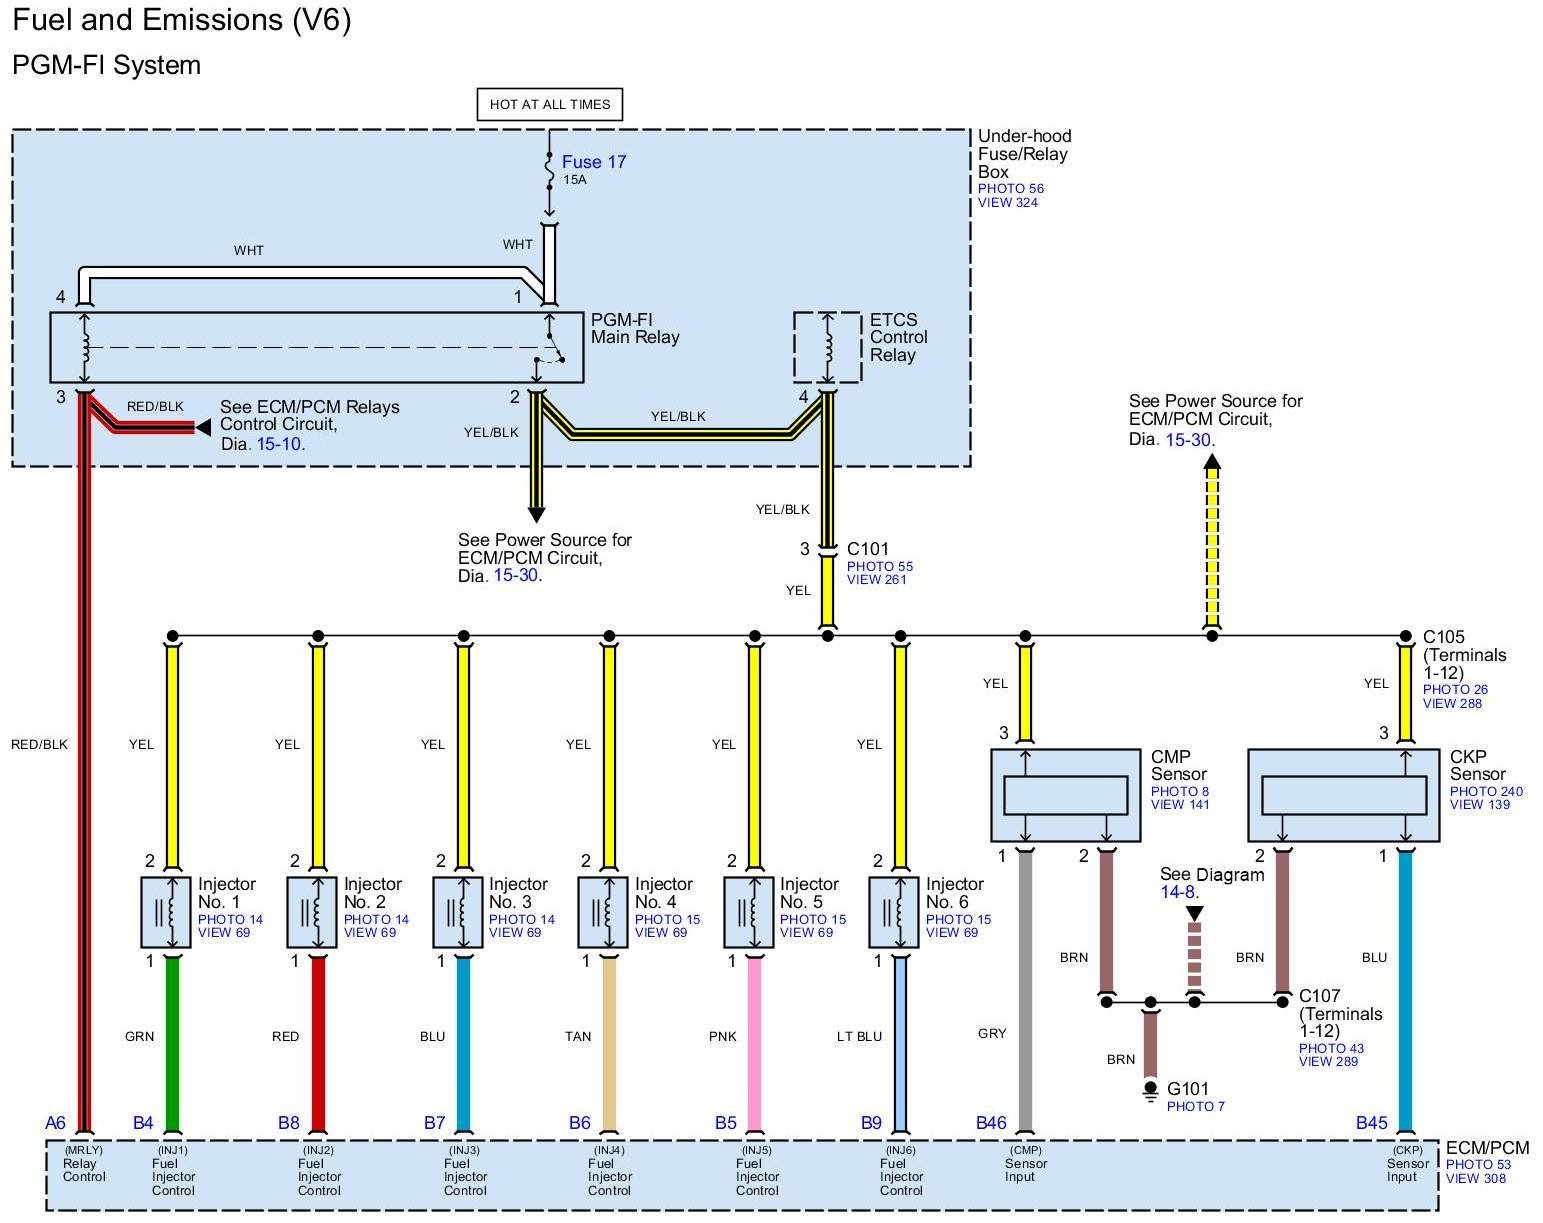 Fuel and Emissions (V6)
PGM-FI System
HOT AT ALL TIMES
Under-hood
Fuse/Relay
Box
PHOTO 56
VIEW 324
Fuse 17
15A
WHT
WHT
4
1
PGM-FI
Main Relay
ETCS
Control
Relay
3
RED/BLK
See ECM/PCM Relays
Control Circuit,
Dia. 15-10.
2
YEL/BLK
YEL/BLK
4
See Power Source for
ECM/PCM Circuit,
Dia. 15-30.
YEL/BLK
See Power Source for
ECM/PCM Circuit,
Dia. 15-30.
3
C101
PHOTO 55
VIEW 261
YEL
C105
(Terminals
1-12)
PHOTO 26
VIEW 288
YEL
YEL
3
3
RED/BLK
YEL
YEL
YEL
YEL
YEL
YEL
CMP
Sensor
PHOTO 8
VIEW 141
CKP
Sensor
PHOTO 240
VIEW 139
2
2
2
2
2
2
1
2
2
1
Injector
No. 1
PHOTO 14
VIEW 69
Injector
No. 2
PHOTO 14
VIEW 69
Injector
No. 3
PHOTO 14
VIEW 69
Injector
No. 4
PHOTO 15
VIEW 69
Injector
No. 5
PHOTO 15
VIEW 69
Injector
No. 6
PHOTO 15
VIEW 69
See Diagram
14-8.
1
1
1
1
1
1
BRN
BRN
BLU
C107
(Terminals
1-12)
PHOTO 43
VIEW 289
GRN
RED
BLU
TAN
PNK
LT BLU
GRY
BRN
G101
PHOTO 7
A6
B4
B8
B7
B6
B5
B9
B46
B45
(MRLY)
Relay
Control
(INJ1)
Fuel
Injector
Control
(INJ2)
Fuel
Injector
Control
(INJ3)
Fuel
Injector
Control
(INJ4)
Fuel
Injector
Control
(INJ5)
Fuel
Injector
Control
(INJ6)
Fuel
Injector
Control
(CMP)
Sensor
Input
(CKP)
Sensor
Input
ECM/PCM
PHOTO 53
VIEW 308